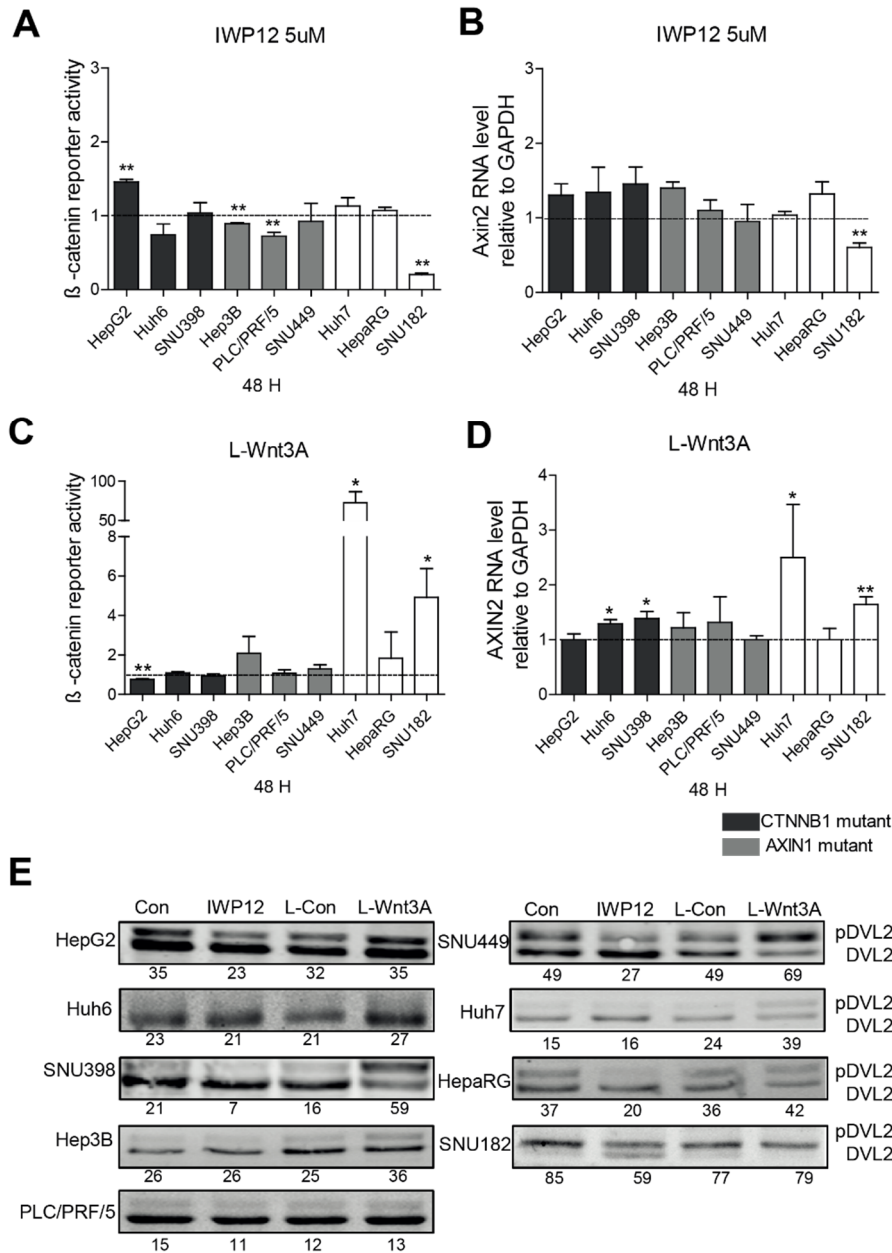 A
IWP12 5uM
ß -catenin reporter activity
3
2
1
0
**
**
**
**
HepG2
Huh6
SNU398
Hep3B
PLC/PRF/5
SNU449
Huh7
HepaRG
SNU182
48 H
B
IWP12 5uM
Axin2 RNA level
relative to GAPDH
3
2
1
0
**
HepG2
Huh6
SNU398
Hep3B
PLC/PRF/5
SNU449
Huh7
HepaRG
SNU182
48 H
C
L-Wnt3A
ß -catenin reporter activity
100
50
8
6
4
2
0
**
*
*
HepG2
Huh6
SNU398
Hep3B
PLC/PRF/5
SNU449
Huh7
HepaRG
SNU182
48 H
D
L-Wnt3A
AXIN2 RNA level
relative to GAPDH
4
3
2
1
0
*
*
*
**
HepG2
Huh6
SNU398
Hep3B
PLC/PRF/5
SNU449
Huh7
HepaRG
SNU182
48 H
CTNNB1 mutant
AXIN1 mutant
E
Con IWP12 L-Con L-Wnt3A
HepG2
35 23 32 35
Huh6
23 21 21 27
SNU398
21 7 16 59
Hep3B
26 26 25 36
PLC/PRF/5
15 11 12 13
Con IWP12 L-Con L-Wnt3A
SNU449 pDVL2
DVL2
49 27 49 69
Huh7 pDVL2
DVL2
15 16 24 39
HepaRG pDVL2
DVL2
37 20 36 42
SNU182 pDVL2
DVL2
85 59 77 79